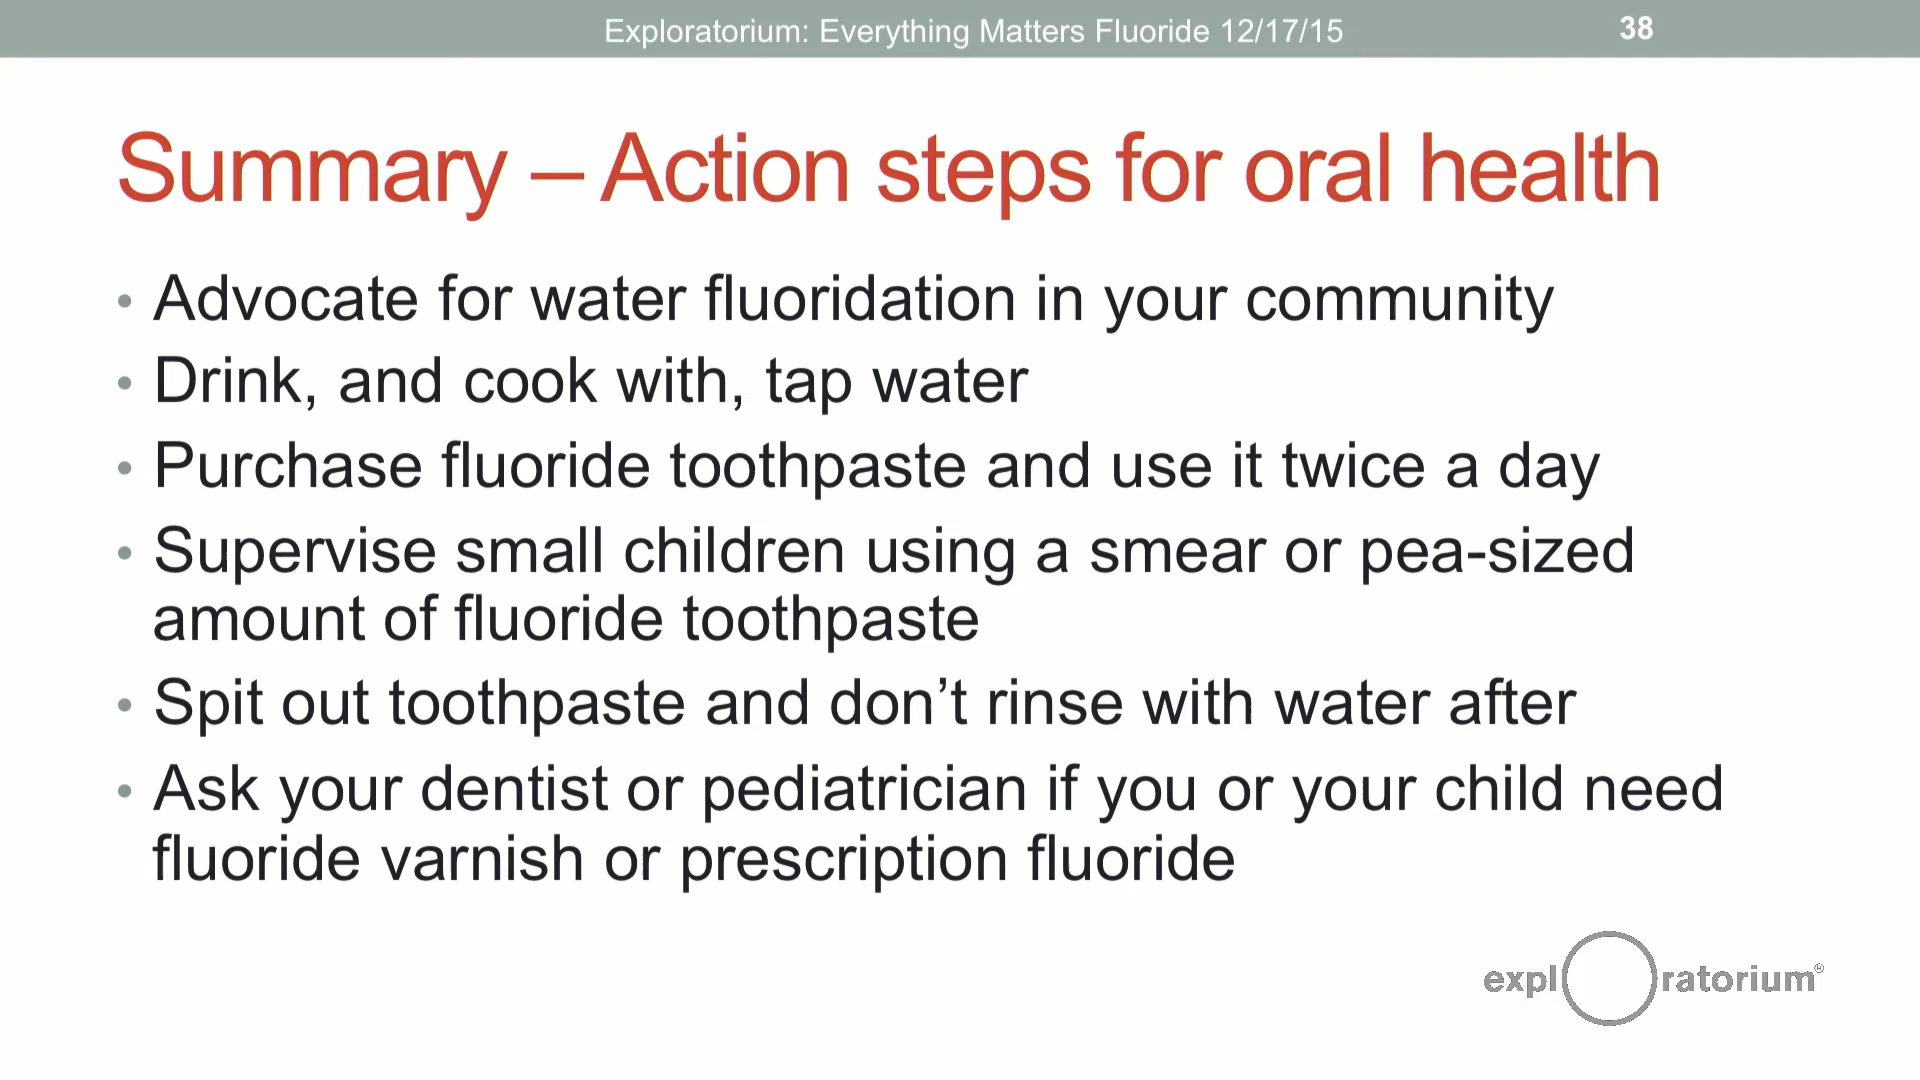 Exploratorium: Everything Matters Fluoride 12/17/15
38
Summary – Action steps for oral health
• Advocate for water fluoridation in your community
• Drink, and cook with, tap water
• Purchase fluoride toothpaste and use it twice a day
• Supervise small children using a smear or pea-sized
amount of fluoride toothpaste
• Spit out toothpaste and don’t rinse with water after
• Ask your dentist or pediatrician if you or your child need
fluoride varnish or prescription fluoride
exploratorium®